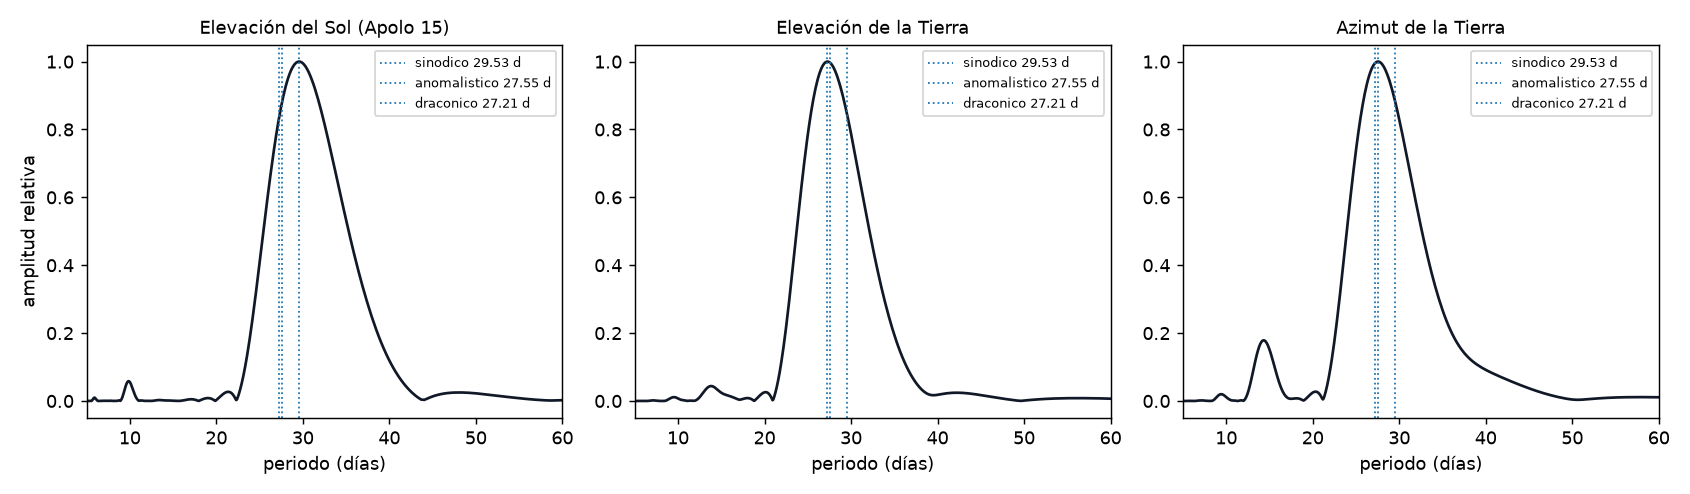 Elevación del Sol (Apolo 15)
amplitud relativa
1.0
0.8
0.6
0.4
0.2
0.0
sinodico 29.53 d
anomalistico 27.55 d
draconico 27.21 d
10 20 30 40 50 60
periodo (días)
Elevación de la Tierra
1.0
0.8
0.6
0.4
0.2
0.0
sinodico 29.53 d
anomalistico 27.55 d
draconico 27.21 d
10 20 30 40 50 60
periodo (días)
Azimut de la Tierra
1.0
0.8
0.6
0.4
0.2
0.0
sinodico 29.53 d
anomalistico 27.55 d
draconico 27.21 d
10 20 30 40 50 60
periodo (días)